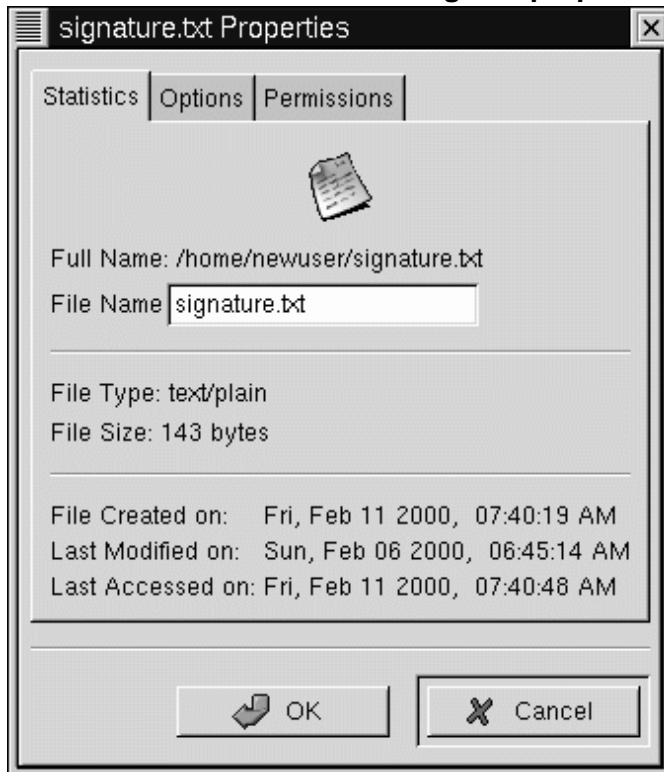 signature.txt Properties
Statistics Options Permissions
Full Name: /home/newuser/signature.txt
File Name signature.txt
File Type: text/plain
File Size: 143 bytes
File Created on: Fri, Feb 11 2000, 07:40:19 AM
Last Modified on: Sun, Feb 06 2000, 06:45:14 AM
Last Accessed on: Fri, Feb 11 2000, 07:40:48 AM
OK Cancel